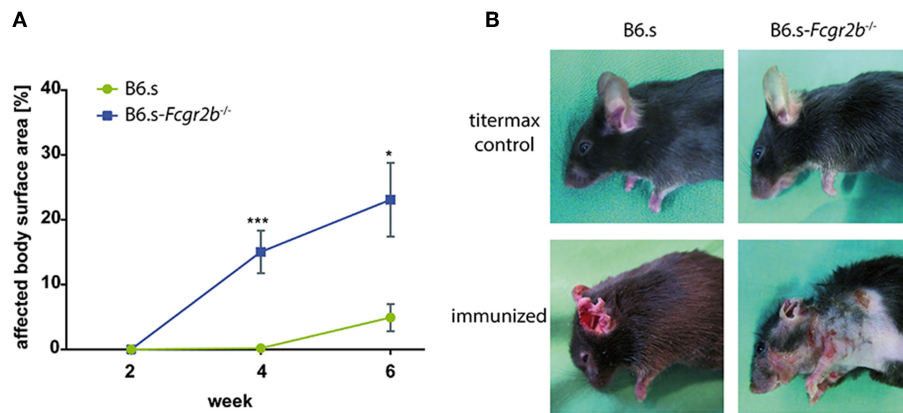 A
B6.s
B6.s-Fcgr2b-/-
affected body surface area [%]
40
30
20
10
0
***
*
2
4
6
week
B
B6.s
B6.s-Fcgr2b-/-
titermax
control
immunized